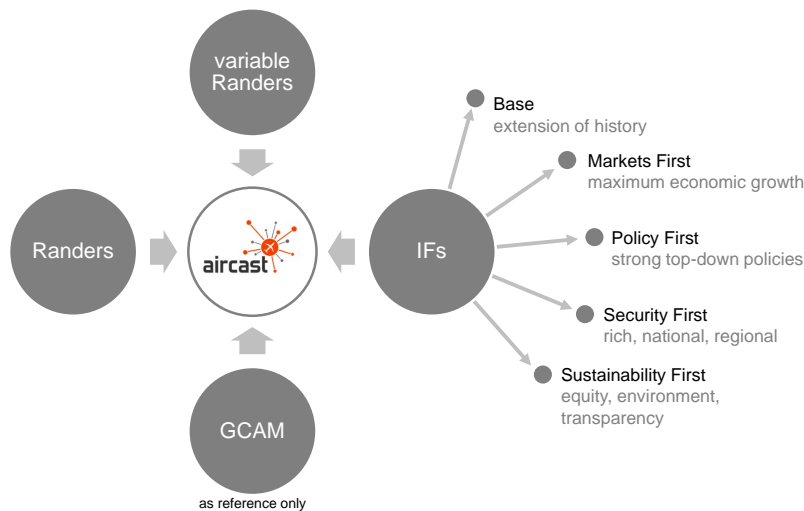 variable
Randers
Base
extension of history
Markets First
maximum economic growth
Randers
aircast
IFs
Policy First
strong top-down policies
Security First
rich, national, regional
Sustainability First
equity, environment,
transparency
GCAM
as reference only